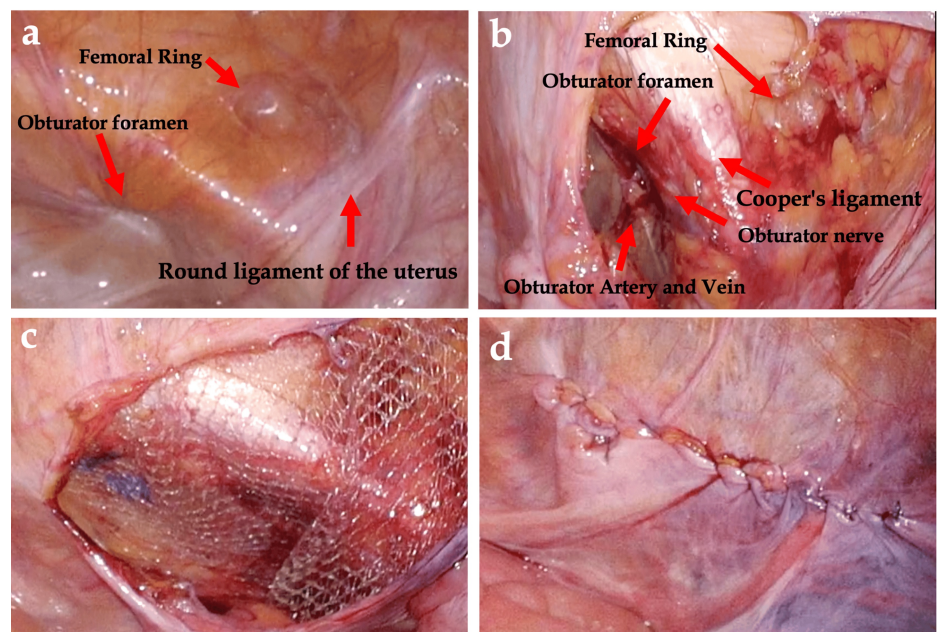 a
Femoral Ring
Obturator foramen
Round ligament of the uterus
b
Femoral Ring
Obturator foramen
Cooper's ligament
Obturator nerve
Obturator Artery and Vein
c
d